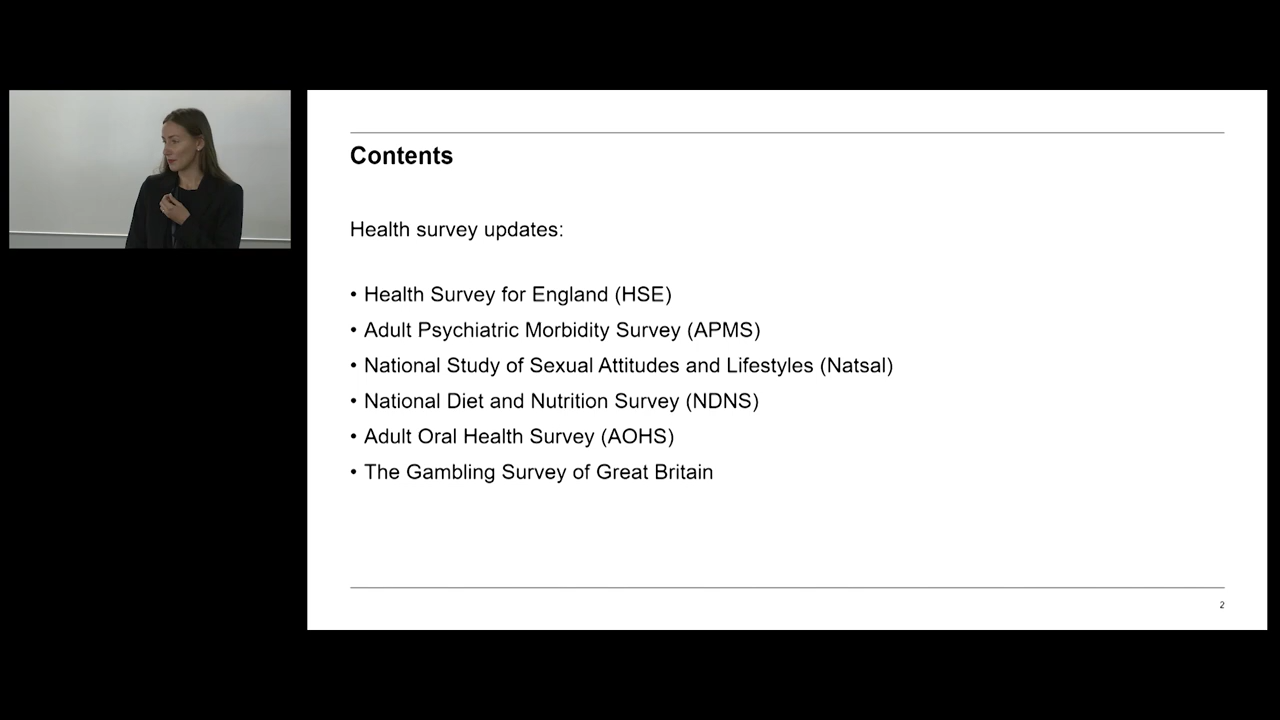 Contents
Health survey updates:
• Health Survey for England (HSE)
• Adult Psychiatric Morbidity Survey (APMS)
• National Study of Sexual Attitudes and Lifestyles (Natsal)
• National Diet and Nutrition Survey (NDNS)
• Adult Oral Health Survey (AOHS)
• The Gambling Survey of Great Britain
2